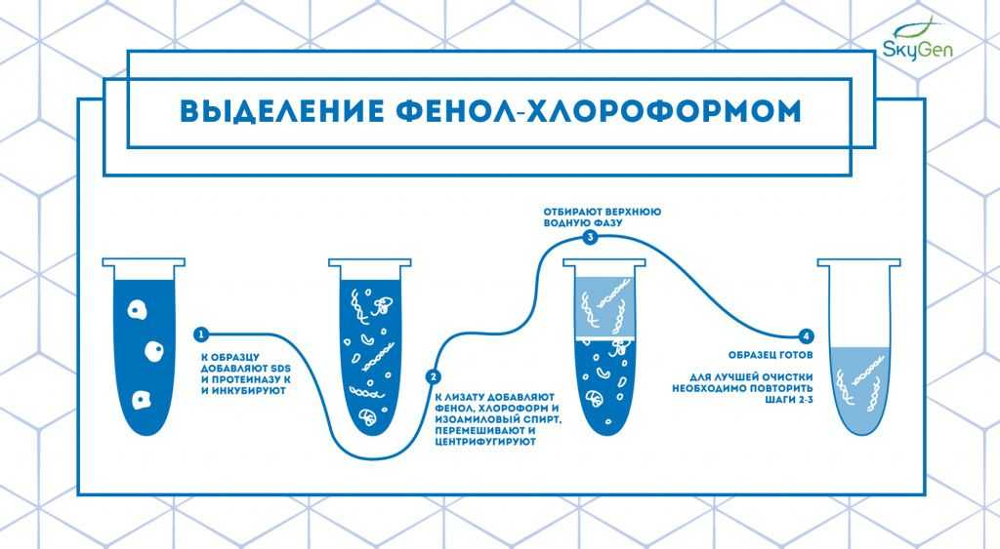 SkyGen
ВЫДЕЛЕНИЕ ФЕНОЛ-ХЛОРОФОРМОМ
1
К ОБРАЗЦУ
ДОБАВЛЯЮТ SDS
И ПРОТЕИНАЗУ К
И ИНКУБИРУЮТ
2
К ЛИЗАТУ ДОБАВЛЯЮТ
ФЕНОЛ, ХЛОРОФОРМ И
ИЗОАМИЛОВЫЙ СПИРТ,
ПЕРЕМЕШИВАЮТ И
ЦЕНТРИФУГИРУЮТ
ОТБИРАЮТ ВЕРХНЮЮ
ВОДНУЮ ФАЗУ
3
4
ОБРАЗЕЦ ГОТОВ
ДЛЯ ЛУЧШЕЙ ОЧИСТКИ
НЕОБХОДИМО ПОВТОРИТЬ
ШАГИ 2-3